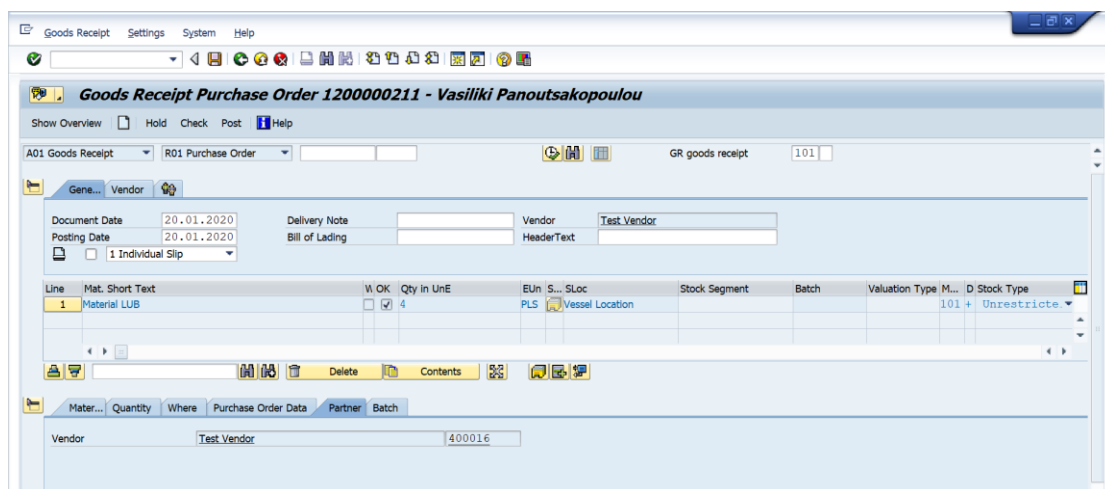 Goods Receipt Settings System Help
Goods Receipt Purchase Order 1200000211 - Vasiliki Panoutsakopoulou
Show Overview Hold Check Post Help
A01 Goods Receipt R01 Purchase Order GR goods receipt 101
Gene... Vendor
Document Date 20.01.2020 Delivery Note Vendor Test Vendor
Posting Date 20.01.2020 Bill of Lading HeaderText
1 Individual Slip
Line Mat. Short Text OK Qty in UnE EUn S... SLoc Stock Segment Batch Valuation Type M... D Stock Type
1 Material LUB 4 PLS Vessel Location 101 + Unrestricte.
Delete Contents
Mater... Quantity Where Purchase Order Data Partner Batch
Vendor Test Vendor 400016